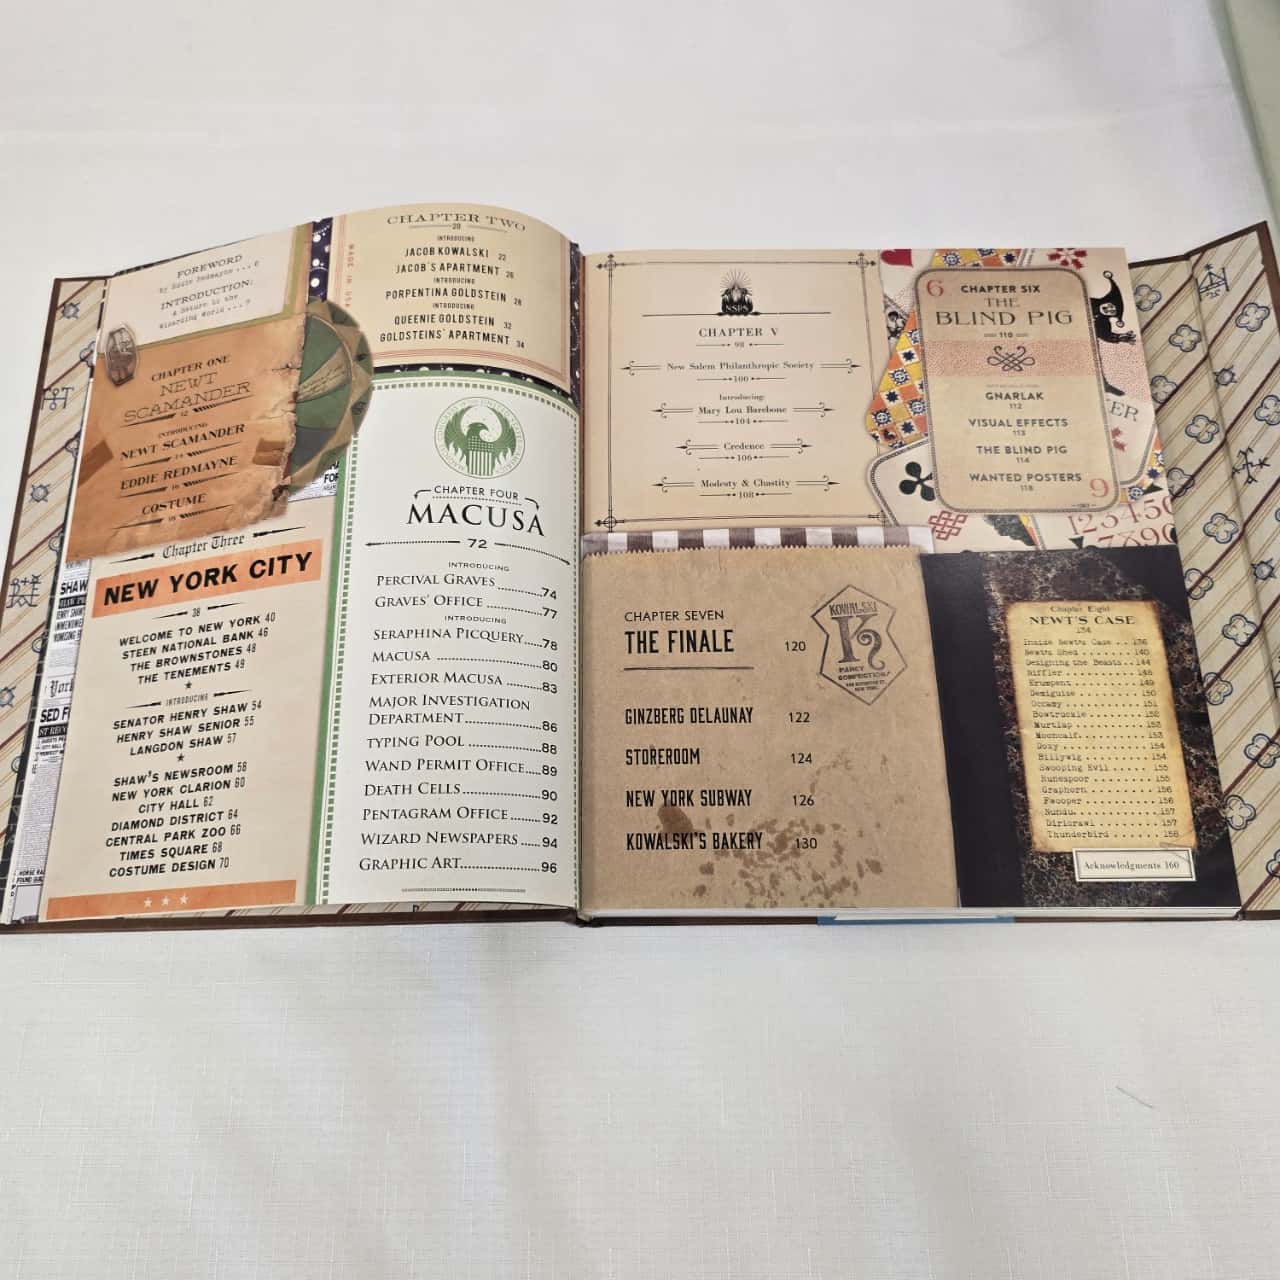 FOREWORD
By Eddie Redmayne ... 6
INTRODUCTION:
A Return to the
Wizarding World ... 9
CHAPTER ONE
NEWT
SCAMANDER
12
INTRODUCING
NEWT SCAMANDER
14
EDDIE REDMAYNE
16
COSTUME
18
CHAPTER TWO
20
INTRODUCING
JACOB KOWALSKI 22
JACOB'S APARTMENT 26
INTRODUCING
PORPENTINA GOLDSTEIN 28
INTRODUCING
QUEENIE GOLDSTEIN 32
GOLDSTEINS' APARTMENT 34
Chapter Three
NEW YORK CITY
38
WELCOME TO NEW YORK 40
STEEN NATIONAL BANK 46
THE BROWNSTONES 48
THE TENEMENTS 49
INTRODUCING
SENATOR HENRY SHAW 54
HENRY SHAW SENIOR 55
LANGDON SHAW 57
SHAW'S NEWSROOM 58
NEW YORK CLARION 60
CITY HALL 62
DIAMOND DISTRICT 64
CENTRAL PARK ZOO 66
TIMES SQUARE 68
COSTUME DESIGN 70
CHAPTER FOUR
MACUSA
72
INTRODUCING
PERCIVAL GRAVES 74
GRAVES' OFFICE 77
INTRODUCING
SERAPHINA PICQUERY 78
MACUSA 80
EXTERIOR MACUSA 83
MAJOR INVESTIGATION
DEPARTMENT 86
TYPING POOL 88
WAND PERMIT OFFICE 89
DEATH CELLS 90
PENTAGRAM OFFICE 92
WIZARD NEWSPAPERS 94
GRAPHIC ART 96
NSPS
CHAPTER V
98
New Salem Philanthropic Society
100
Introducing:
Mary Lou Barebone
104
Credence
106
Modesty & Chastity
108
6
CHAPTER SIX
THE
BLIND PIG
110
INTRODUCING
GNARLAK
112
VISUAL EFFECTS
113
THE BLIND PIG
114
WANTED POSTERS
118
6
CHAPTER SEVEN
THE FINALE 120
GINZBERG DELAUNAY 122
STOREROOM 124
NEW YORK SUBWAY 126
KOWALSKI'S BAKERY 130
KOWALSKI
K
Chapter Eight
NEWT'S CASE
134
Inside Newt's Case .. 136
Newt's Shed ........ 140
Designing the Beasts .. 144
Niffler ........ 148
Erumpent ........ 149
Demiguise ........ 150
Occamy ........ 151
Bowtruckle ........ 152
Murtlap ........ 153
Mooncalf ........ 153
Doxy ........ 154
Billywig ........ 154
Swooping Evil ..... 155
Runespoor ........ 155
Graphorn ........ 156
Fwooper ........ 156
Nundu ........ 157
Diricrawl ........ 157
Thunderbird ........ 158
Acknowledgments 160